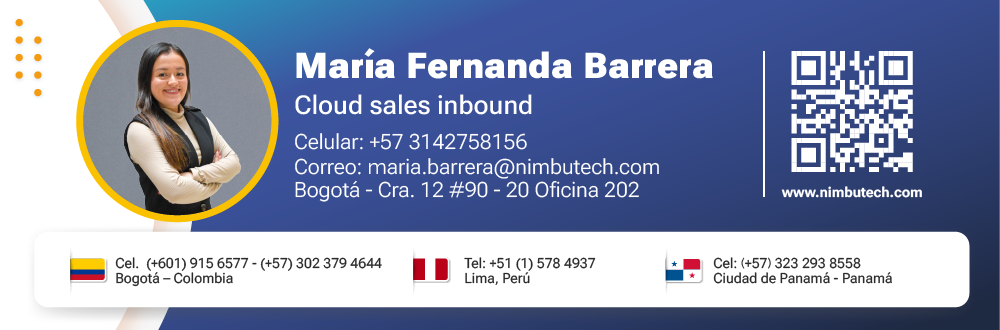 María Fernanda Barrera
Cloud sales inbound
Celular: +57 3142758156
Correo: maria.barrera@nimbutech.com
Bogotá - Cra. 12 #90 - 20 Oficina 202
www.nimbutech.com
Cel. (+601) 915 6577 - (+57) 302 379 4644
Bogotá – Colombia
Tel: +51 (1) 578 4937
Lima, Perú
Cel: (+57) 323 293 8558
Ciudad de Panamá - Panamá